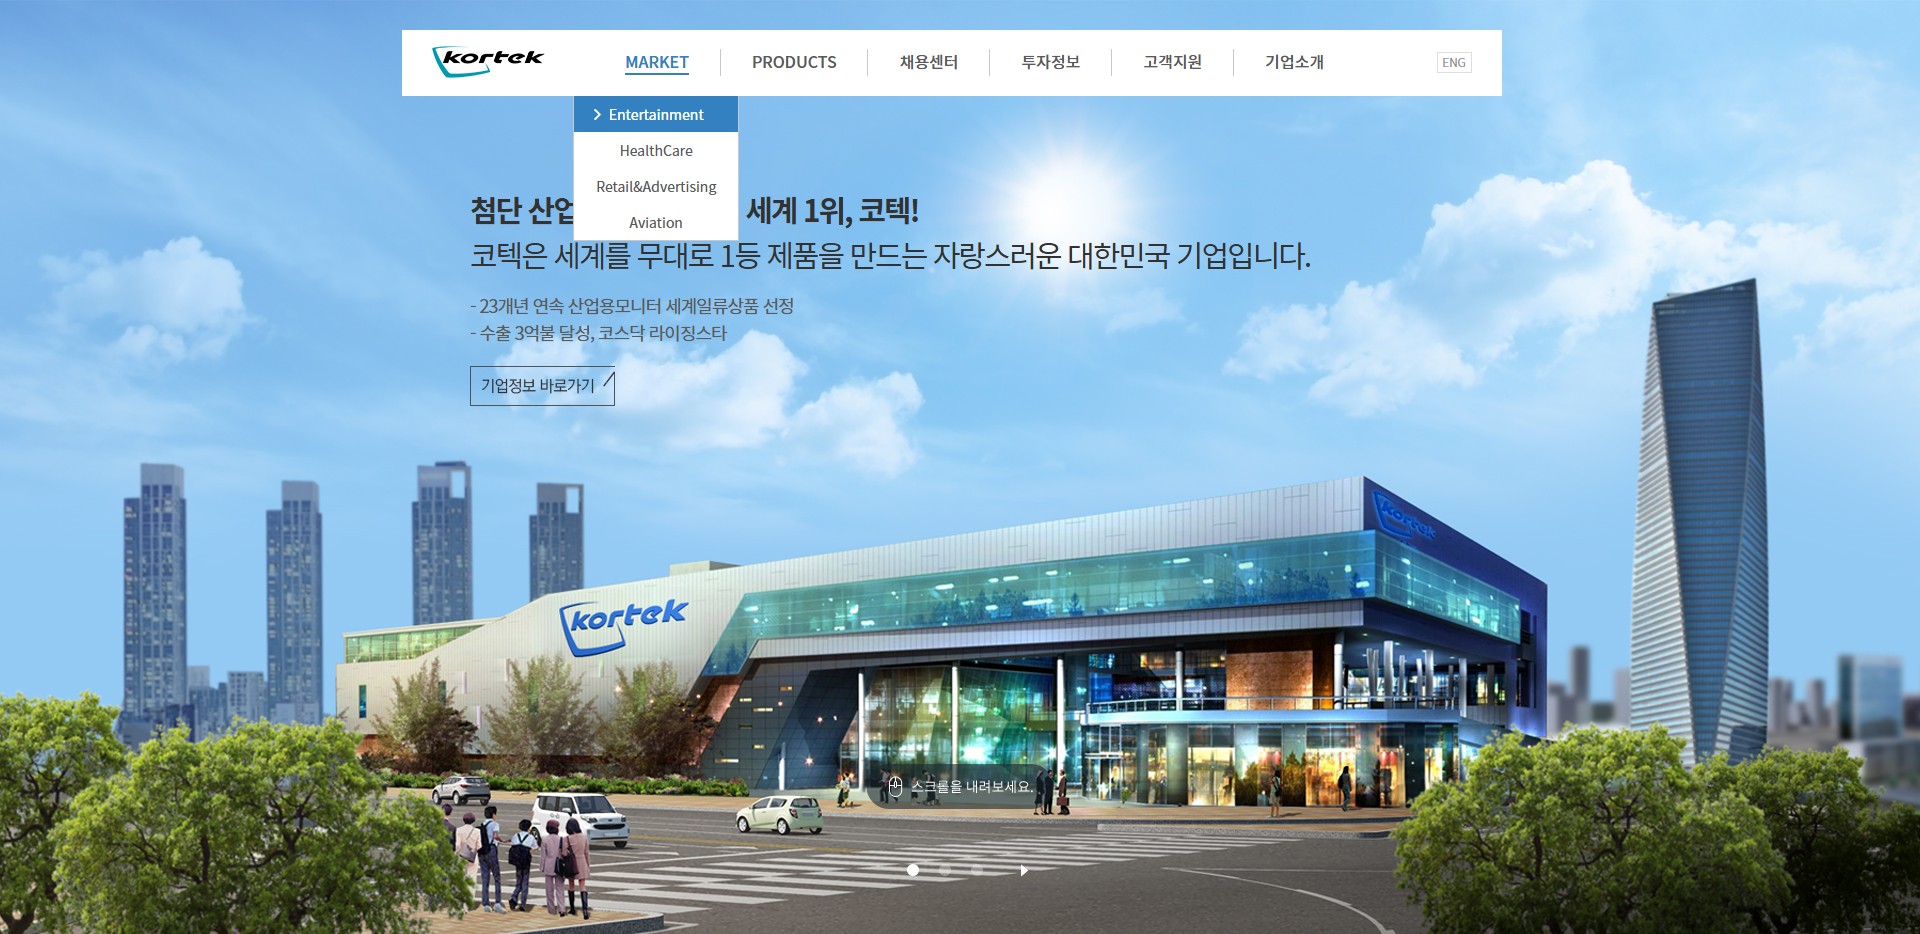 kortek
MARKET
PRODUCTS
채용센터
투자정보
고객지원
기업소개
ENG
Entertainment
HealthCare
Retail&Advertising
Aviation
첨단 산업 세계 1위, 코텍!
코텍은 세계를 무대로 1등 제품을 만드는 자랑스러운 대한민국 기업입니다.
- 23개년 연속 산업용모니터 세계일류상품 선정
- 수출 3억불 달성, 코스닥 라이징스타
기업정보 바로가기
kortek
kortek
스크롤을 내려보세요.